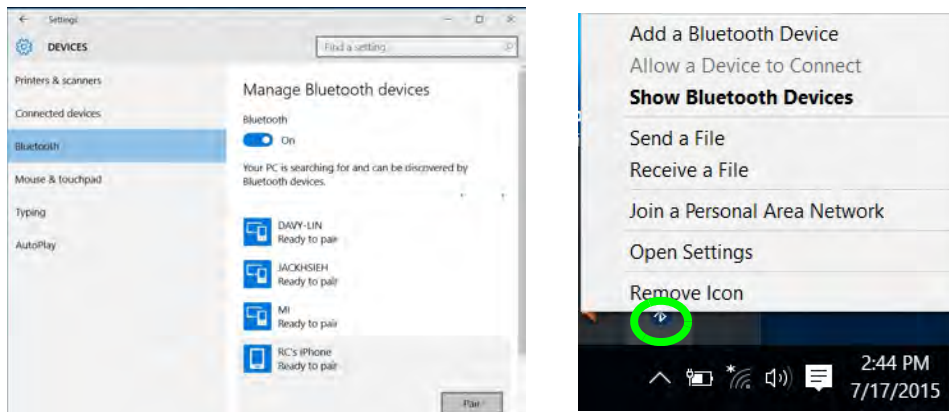 Settings
DEVICES
Find a setting
Printers & scanners
Connected devices
Bluetooth
Mouse & touchpad
Typing
AutoPlay
Manage Bluetooth devices
Bluetooth
On
Your PC is searching for and can be discovered by
Bluetooth devices.
DAVY-LIN
Ready to pair
JACKHSIEH
Ready to pair
MI
Ready to pair
RC's iPhone
Ready to pair
Pair
Add a Bluetooth Device
Allow a Device to Connect
Show Bluetooth Devices
Send a File
Receive a File
Join a Personal Area Network
Open Settings
Remove Icon
2:44 PM
7/17/2015